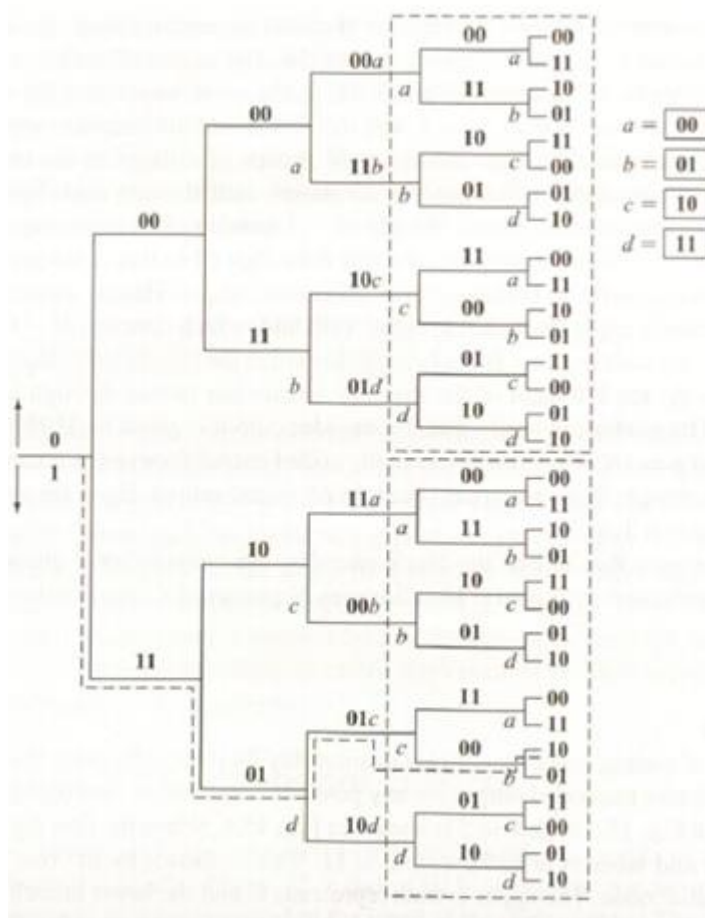 00 00
00a a 11
a 11 10
b 01
00 a = 00
10 11
a 11b c 00 b = 01
b 01 01
c = 10
d 10
00 d = 11
11 00
10c a 11
c 00 10
11 b 01
01 11
b 01d c 00
d 10 01
0 d 10
1
00 00
11a a 11
a 11 10
10 b 01
10 11
c 00b c 00
b 01 01
11 d 10
11 00
01c a 11
c 00 10
01 b 01
01 11
d 10d c 00
d 10 01
d 10